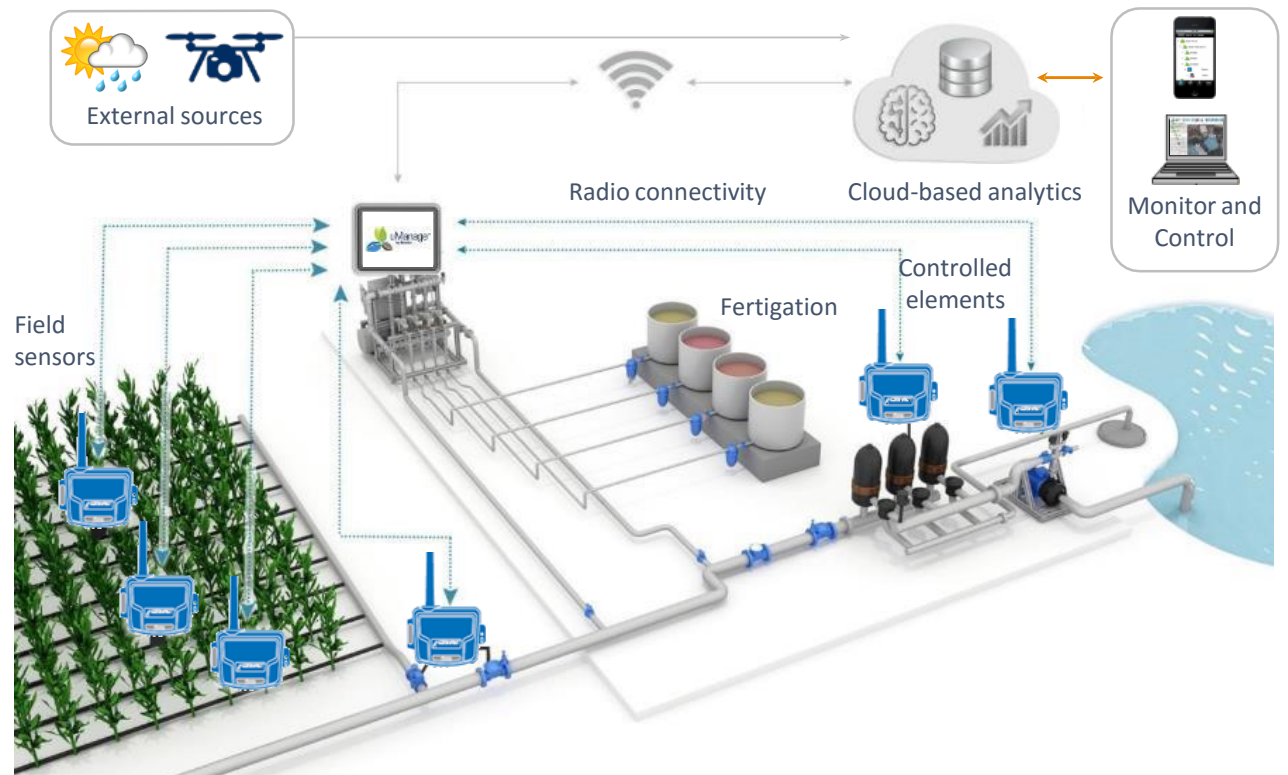 External sources
Radio connectivity
Cloud-based analytics
Monitor and
Control
Field
sensors
Fertigation
Controlled
elements